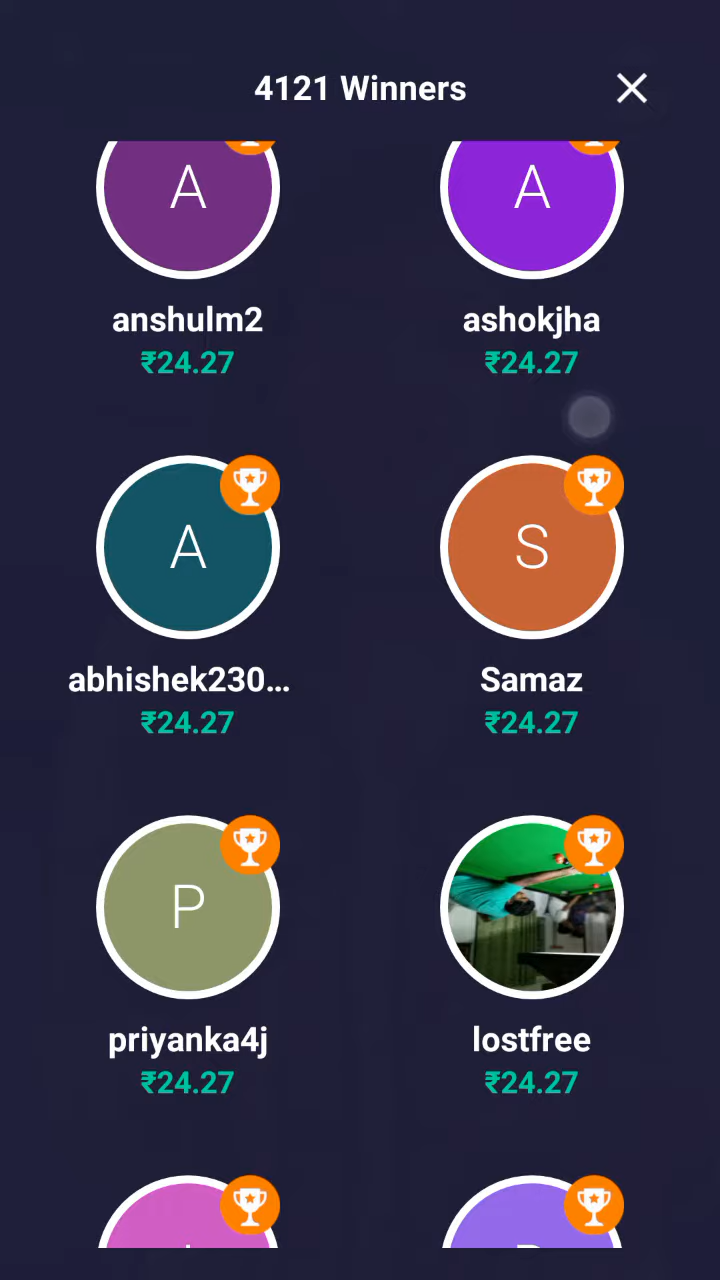 4121 Winners
A A
anshulm2 ashokjha
₹24.27 ₹24.27
A S
abhishek230... Samaz
₹24.27 ₹24.27
P
priyanka4j lostfree
₹24.27 ₹24.27